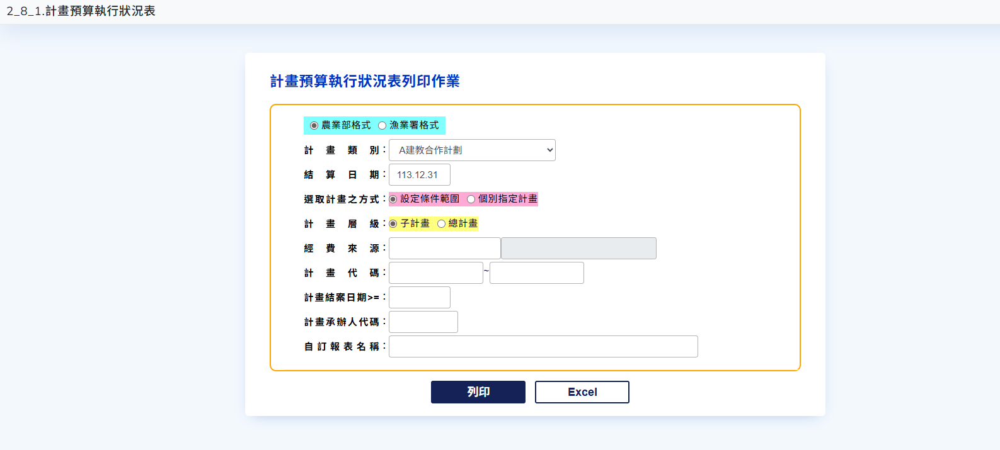 2_8_1.計畫預算執行狀況表
計畫預算執行狀況表列印作業
農業部格式 漁業署格式
計畫類別： A建教合作計劃
結算日期： 113.12.31
選取計畫之方式： 設定條件範圍 個別指定計畫
計畫層級： 子計畫 總計畫
經費來源：
計畫代碼： ~
計畫結案日期>=：
計畫承辦人代碼：
自訂報表名稱：
列印 Excel